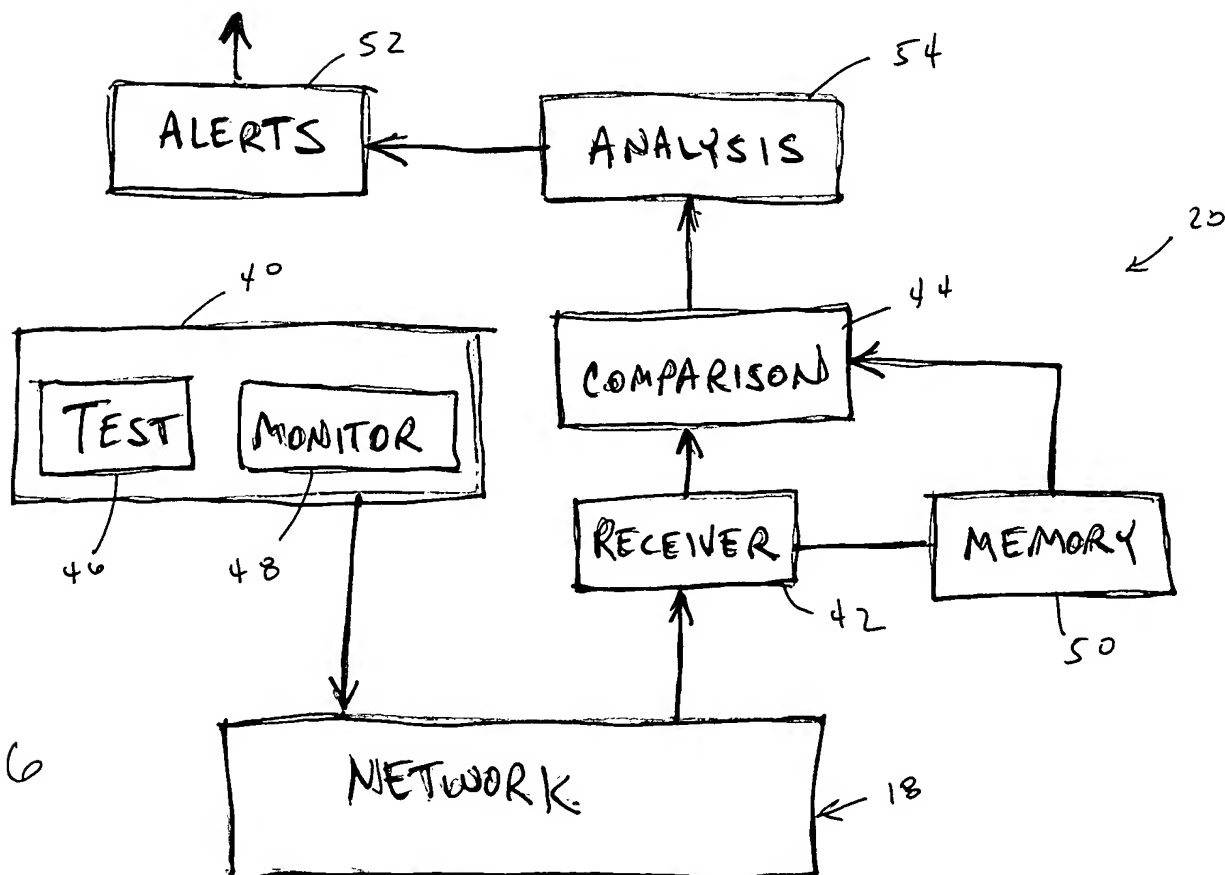 52
54
ALERTS
ANALYSIS
20
40
44
COMPARISON
TEST
MONITOR
RECEIVER
MEMORY
46
48
42
50
6
NETWORK
18